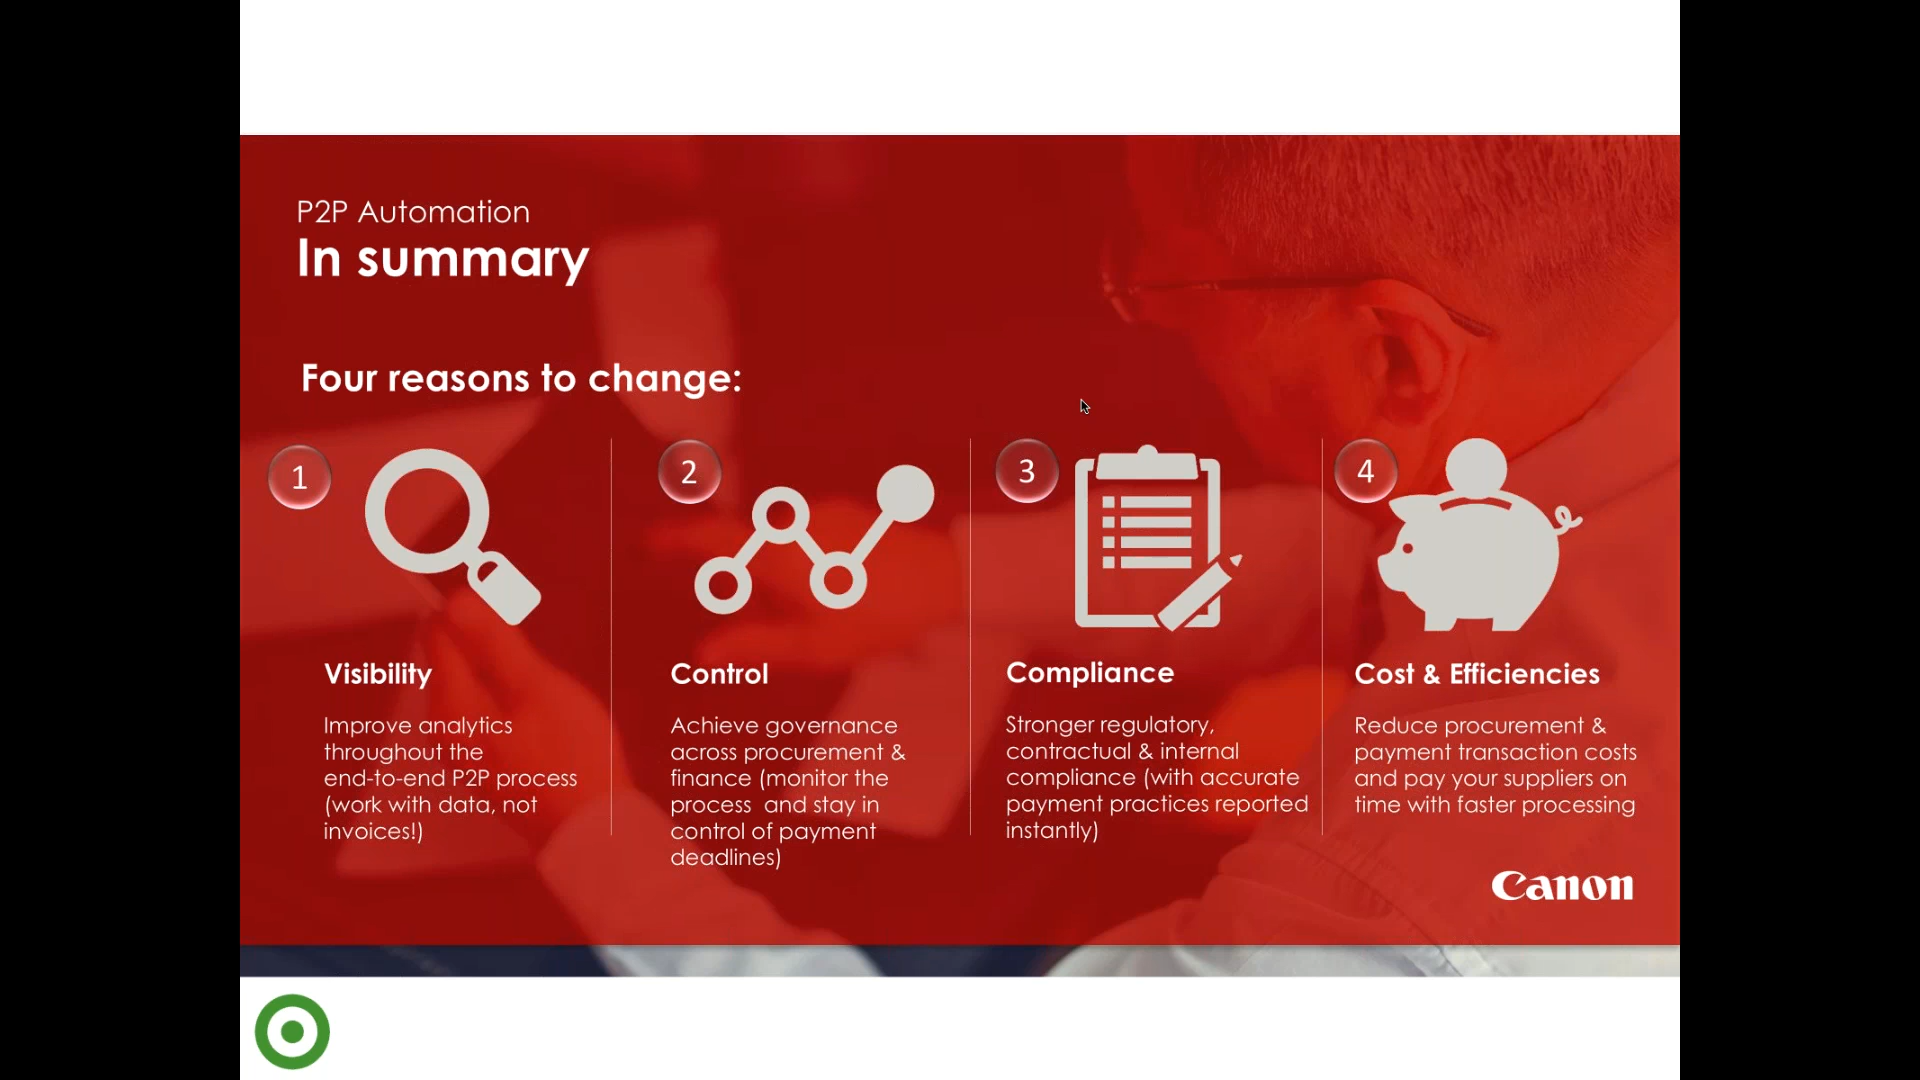 P2P Automation
In summary
Four reasons to change:
1
Visibility
Improve analytics
throughout the
end-to-end P2P process
(work with data, not
invoices!)
2
Control
Achieve governance
across procurement &
finance (monitor the
process and stay in
control of payment
deadlines)
3
Compliance
Stronger regulatory,
contractual & internal
compliance (with accurate
payment practices reported
instantly)
4
Cost & Efficiencies
Reduce procurement &
payment transaction costs
and pay your suppliers on
time with faster processing
Canon